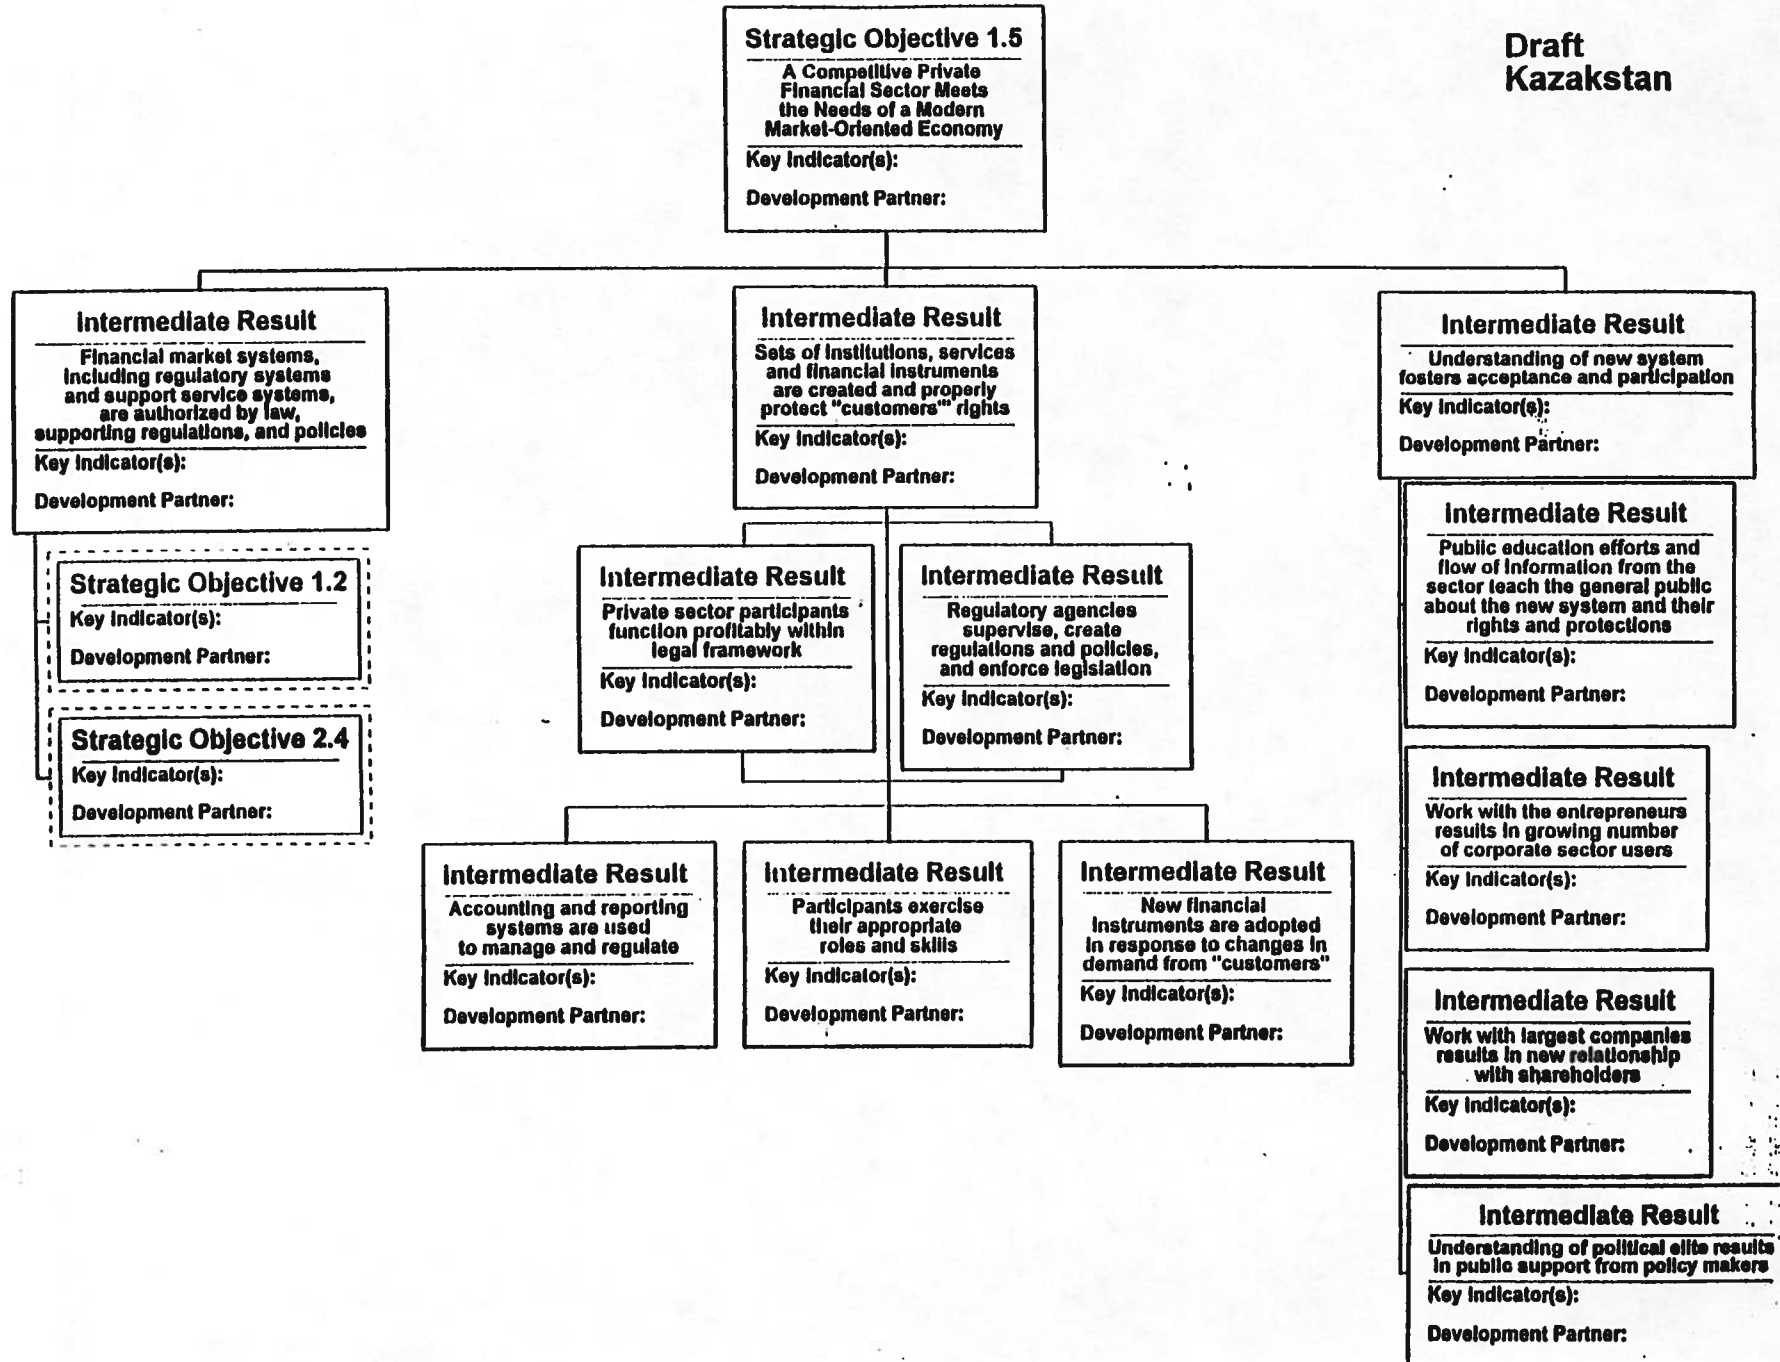 Draft
Kazakstan
Strategic Objective 1.5
A Competitive Private
Financial Sector Meets
the Needs of a Modern
Market-Oriented Economy
Key Indicator(s):
Development Partner:
Intermediate Result
Financial market systems,
including regulatory systems
and support service systems,
are authorized by law,
supporting regulations, and policies
Key Indicator(s):
Development Partner:
Strategic Objective 1.2
Key Indicator(s):
Development Partner:
Strategic Objective 2.4
Key Indicator(s):
Development Partner:
Intermediate Result
Sets of institutions, services
and financial instruments
are created and properly
protect "customers'" rights
Key Indicator(s):
Development Partner:
Intermediate Result
Private sector participants
function profitably within
legal framework
Key Indicator(s):
Development Partner:
Intermediate Result
Regulatory agencies
supervise, create
regulations and policies,
and enforce legislation
Key Indicator(s):
Development Partner:
Intermediate Result
Accounting and reporting
systems are used
to manage and regulate
Key Indicator(s):
Development Partner:
Intermediate Result
Participants exercise
their appropriate
roles and skills
Key Indicator(s):
Development Partner:
Intermediate Result
New financial
instruments are adopted
in response to changes in
demand from "customers"
Key Indicator(s):
Development Partner:
Intermediate Result
Understanding of new system
fosters acceptance and participation
Key Indicator(s):
Development Partner:
Intermediate Result
Public education efforts and
flow of information from the
sector teach the general public
about the new system and their
rights and protections
Key Indicator(s):
Development Partner:
Intermediate Result
Work with the entrepreneurs
results in growing number
of corporate sector users
Key Indicator(s):
Development Partner:
Intermediate Result
Work with largest companies
results in new relationship
with shareholders
Key Indicator(s):
Development Partner:
Intermediate Result
Understanding of political elite results
in public support from policy makers
Key Indicator(s):
Development Partner: